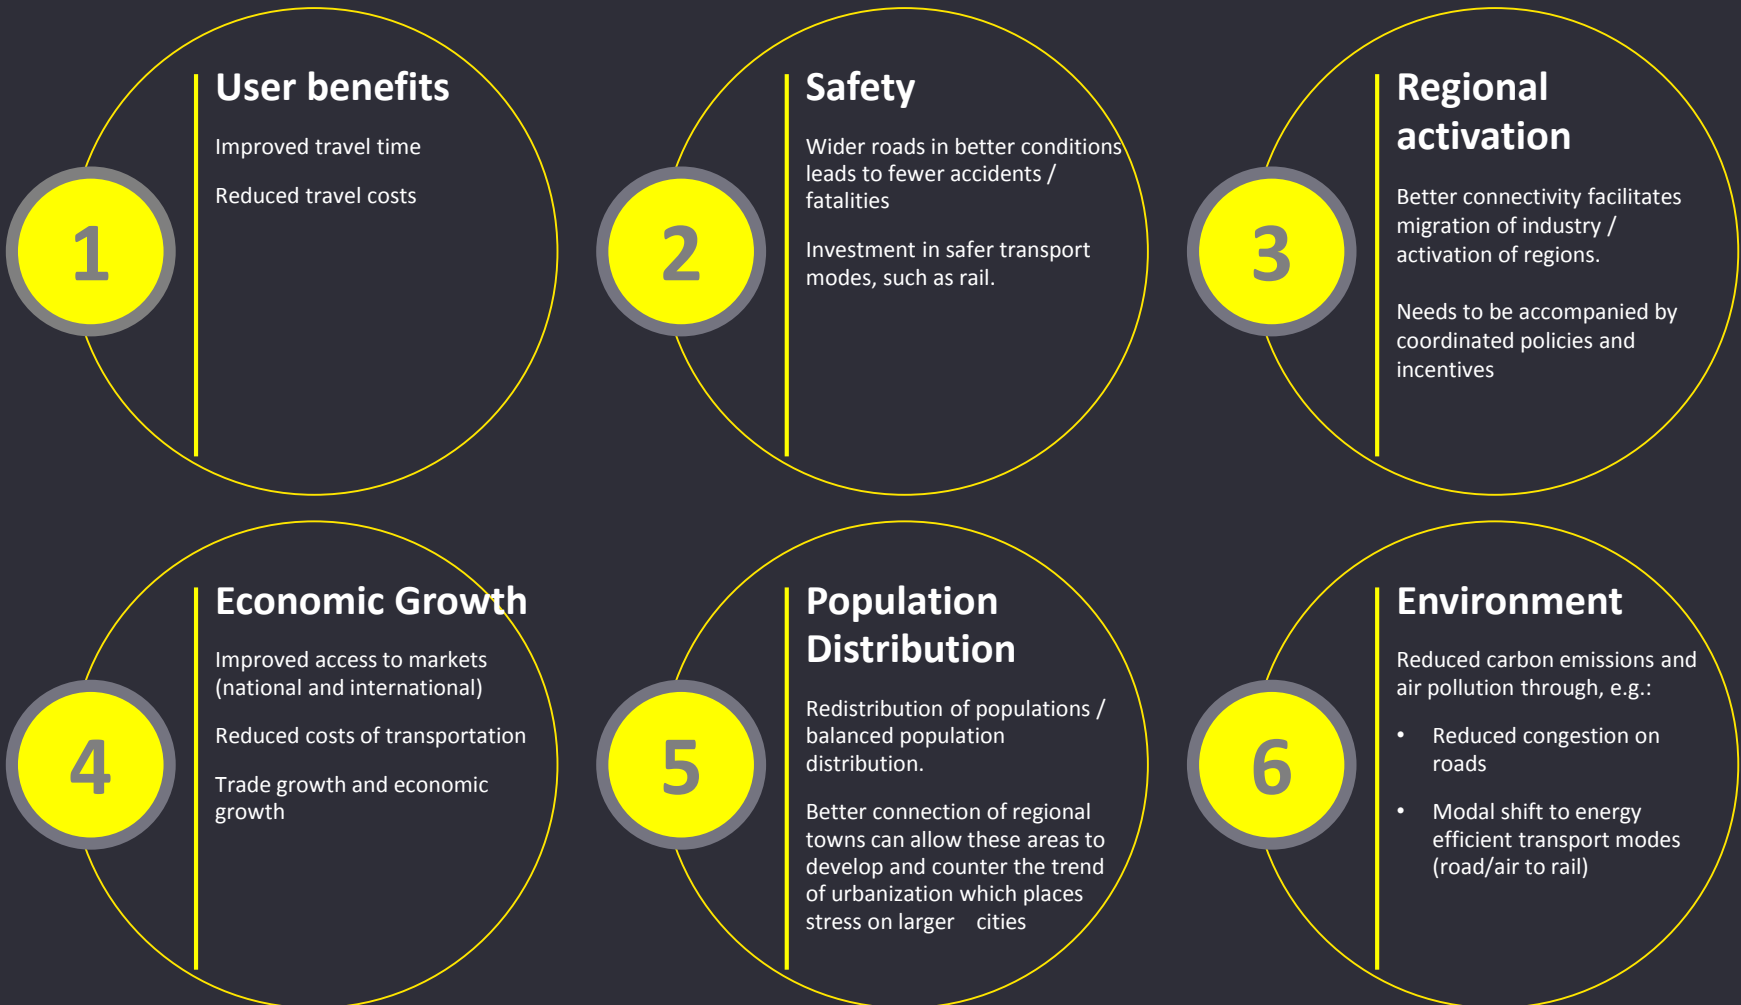 1
User benefits
Improved travel time
Reduced travel costs
2
Safety
Wider roads in better conditions
leads to fewer accidents /
fatalities
Investment in safer transport
modes, such as rail.
3
Regional
activation
Better connectivity facilitates
migration of industry /
activation of regions.
Needs to be accompanied by
coordinated policies and
incentives
4
Economic Growth
Improved access to markets
(national and international)
Reduced costs of transportation
Trade growth and economic
growth
5
Population
Distribution
Redistribution of populations /
balanced population
distribution.
Better connection of regional
towns can allow these areas to
develop and counter the trend
of urbanization which places
stress on larger   cities
6
Environment
Reduced carbon emissions and
air pollution through, e.g.:
• Reduced congestion on
roads
• Modal shift to energy
efficient transport modes
(road/air to rail)